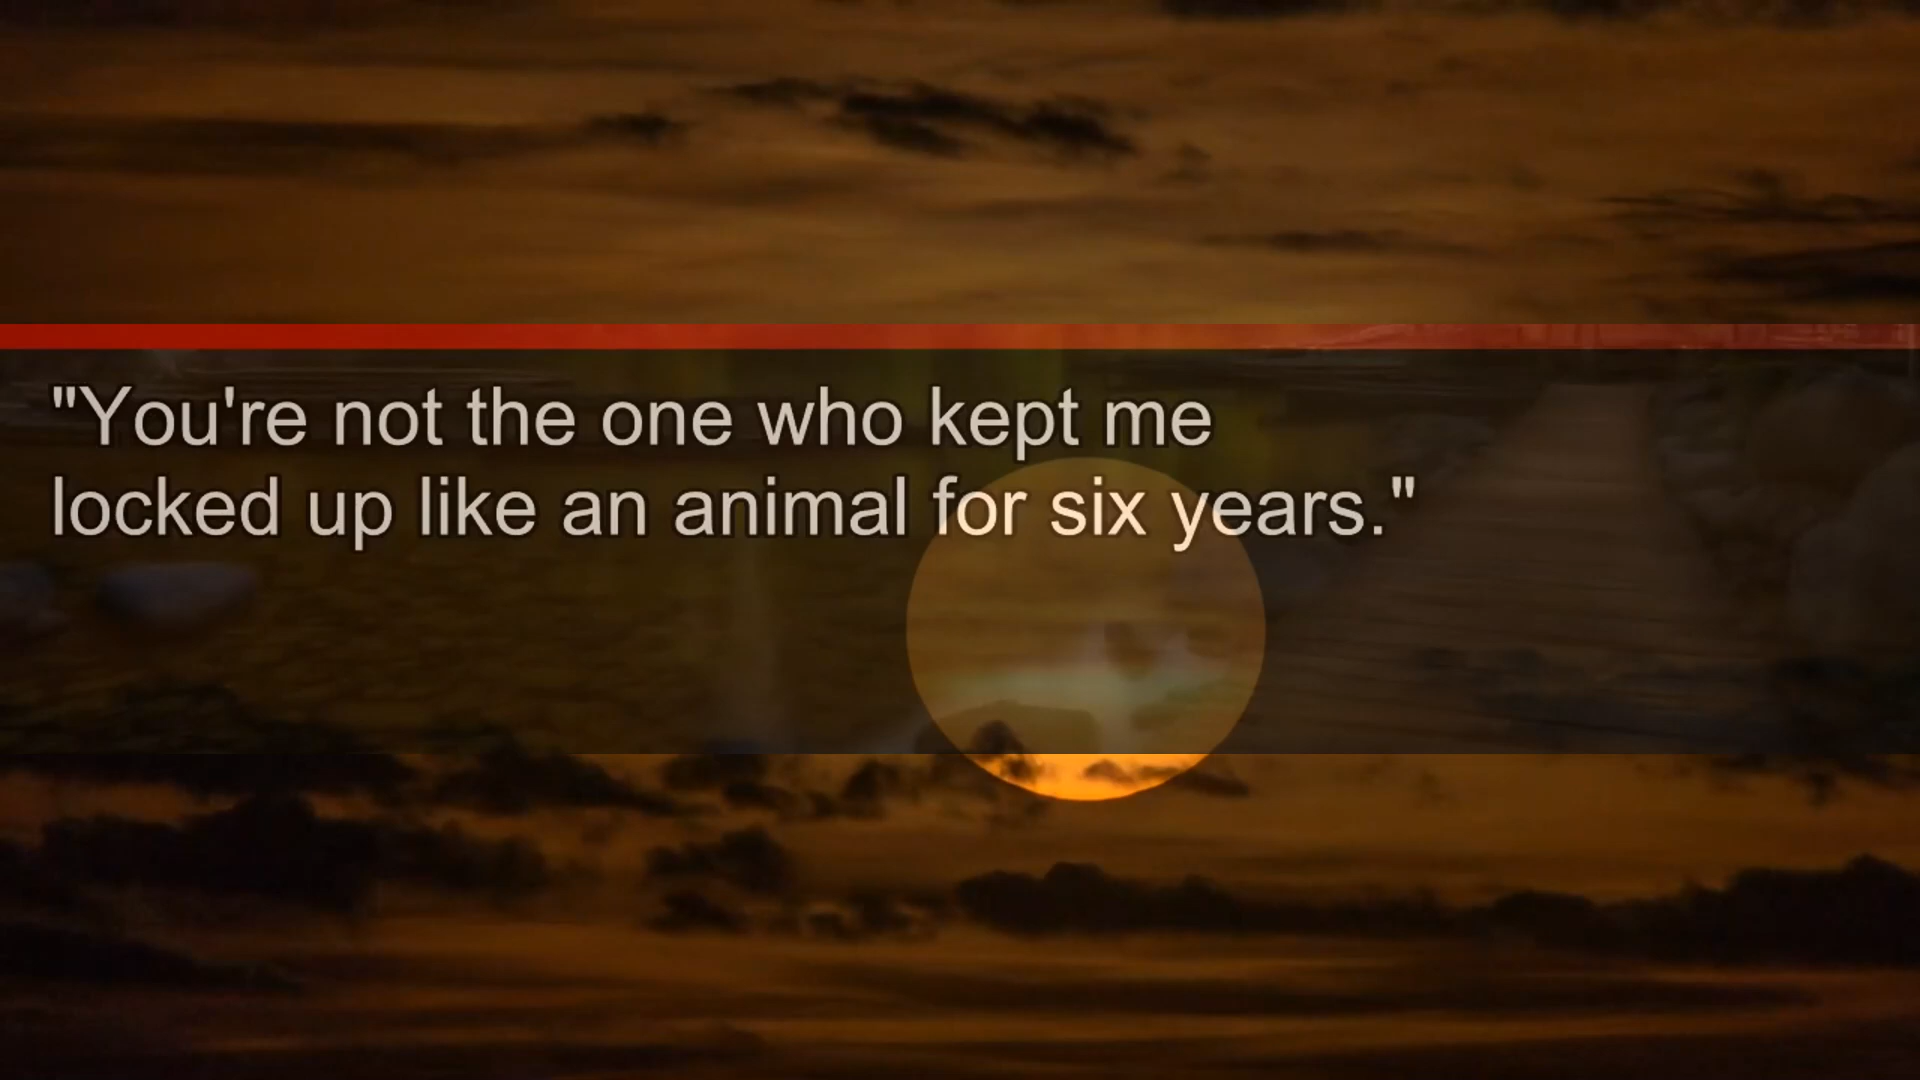 "You're not the one who kept me
locked up like an animal for six years."